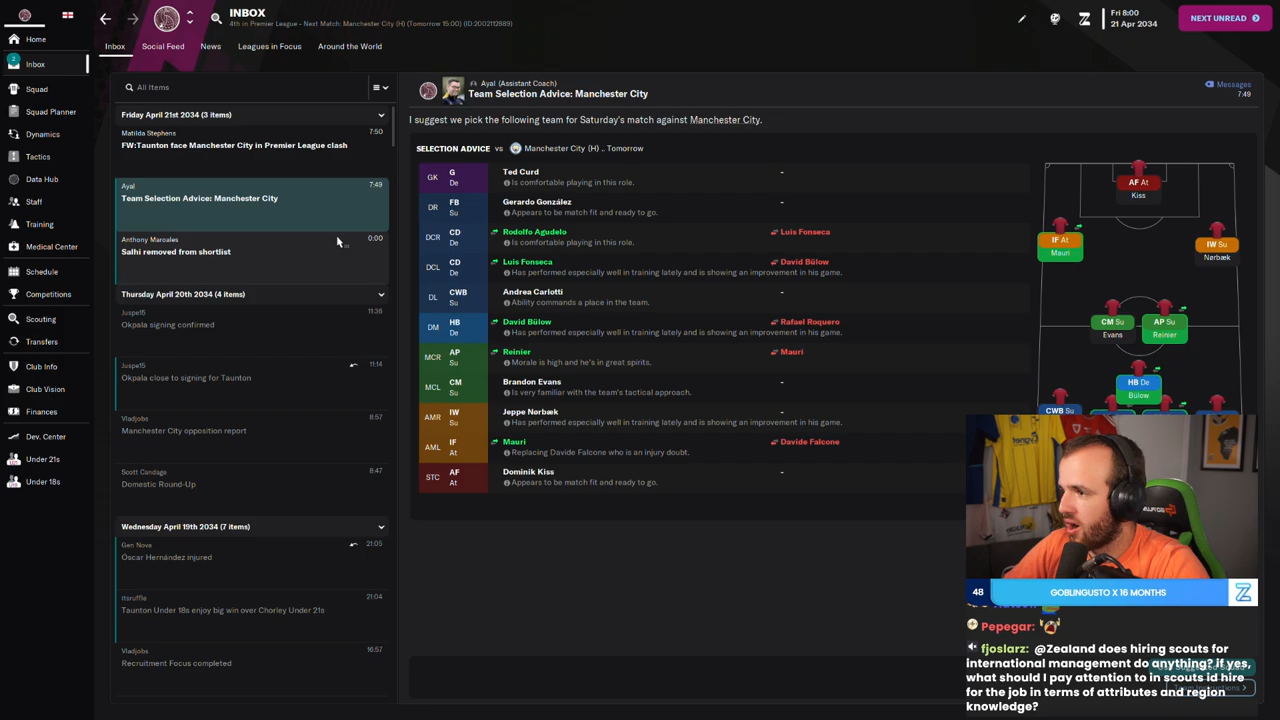 INBOX
4th in Premier League - Next Match: Manchester City (H) (Tomorrow 15:00) (ID:2002112889)
Fri 8:00
21 Apr 2034
NEXT UNREAD
Home
Inbox
Squad
Squad Planner
Dynamics
Tactics
Data Hub
Staff
Training
Medical Center
Schedule
Competitions
Scouting
Transfers
Club Info
Club Vision
Finances
Dev. Center
Under 21s
Under 18s
Inbox Social Feed News Leagues in Focus Around the World
All Items
Friday April 21st 2034 (3 items)
Matilda Stephens 7:50
FW:Taunton face Manchester City in Premier League clash
Ayal 7:49
Team Selection Advice: Manchester City
Anthony Marcales 0:00
Salhi removed from shortlist
Thursday April 20th 2034 (4 items)
Juspe15 11:36
Okpala signing confirmed
Juspe15 11:14
Okpala close to signing for Taunton
Vladjobs 8:57
Manchester City opposition report
Scott Candage 8:47
Domestic Round-Up
Wednesday April 19th 2034 (7 items)
Gen Nova 21:05
Óscar Hernández injured
Itsruffle 21:04
Taunton Under 18s enjoy big win over Chorley Under 21s
Vladjobs 16:57
Recruitment Focus completed
Ayal (Assistant Coach)
Team Selection Advice: Manchester City
Messages
7:49
I suggest we pick the following team for Saturday's match against Manchester City.
SELECTION ADVICE vs Manchester City (H) .. Tomorrow
GK G De Ted Curd -
Is comfortable playing in this role.
DR FB Su Gerardo González -
Appears to be match fit and ready to go.
DCR CD De Rodolfo Agudelo Luis Fonseca
Is comfortable playing in this role.
DCL CD De Luis Fonseca David Bülow
Has performed especially well in training lately and is showing an improvement in his game.
DL CWB Su Andrea Carlotti -
Ability commands a place in the team.
DM HB De David Bülow Rafael Roquero
Has performed especially well in training lately and is showing an improvement in his game.
MCR AP Su Reinier Mauri
Morale is high and he's in great spirits.
MCL CM Su Brandon Evans -
Is very familiar with the team's tactical approach.
AMR IW Su Jeppe Nørbæk -
Has performed especially well in training lately and is showing an improvement in his game.
AML IF At Mauri Davide Falcone
Replacing Davide Falcone who is an injury doubt.
STC AF At Dominik Kiss -
Appears to be match fit and ready to go.
AF At
Kiss
IF At
Mauri
IW Su
Nørbæk
CM Su
Evans
AP Su
Reinier
HB De
Bülow
CWB Su
48 GOBLINGUSTO X 16 MONTHS
Pepegar:
fjoslarz: @Zealand does hiring scouts for
international management do anything? if yes,
what should I pay attention to in scouts id hire
for the job in terms of attributes and region
knowledge?